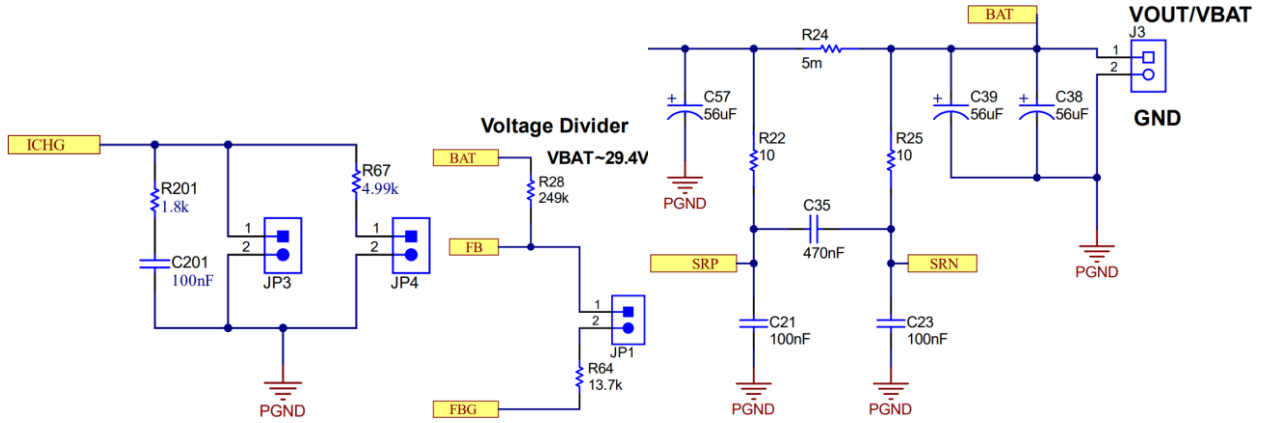 ICHG
R201
1.8k
C201
100nF
1
2
JP3
R67
4.99k
1
2
JP4
PGND
Voltage Divider
VBAT~29.4V
BAT
R28
249k
FB
1
2
JP1
R64
13.7k
FBG
BAT
VOUT/VBAT
J3
1
2
GND
R24
5m
+
C57
56uF
PGND
R22
10
R25
10
+
C39
56uF
+
C38
56uF
PGND
C35
470nF
SRP
SRN
C21
100nF
PGND
C23
100nF
PGND